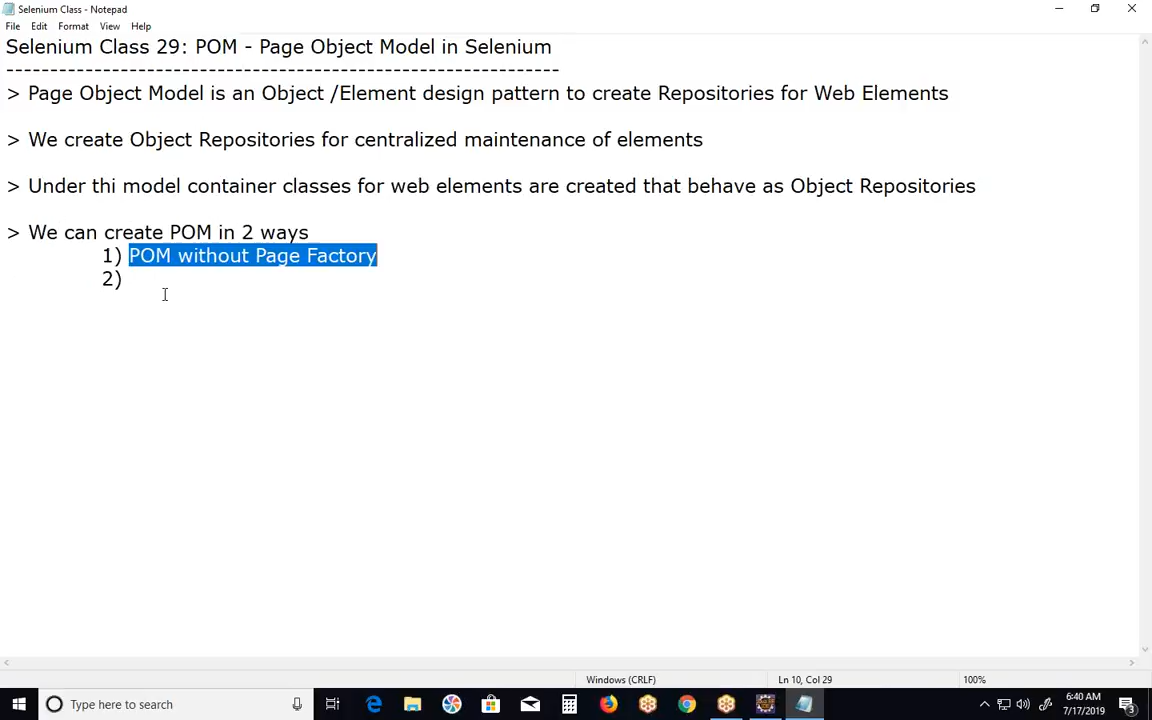 Selenium Class - Notepad
File Edit Format View Help
Selenium Class 29: POM - Page Object Model in Selenium
--------------------------------------------------------------
> Page Object Model is an Object /Element design pattern to create Repositories for Web Elements
> We create Object Repositories for centralized maintenance of elements
> Under thi model container classes for web elements are created that behave as Object Repositories
> We can create POM in 2 ways
1) POM without Page Factory
2)
Windows (CRLF) Ln 10, Col 29 100%
Type here to search
6:40 AM
7/17/2019
3